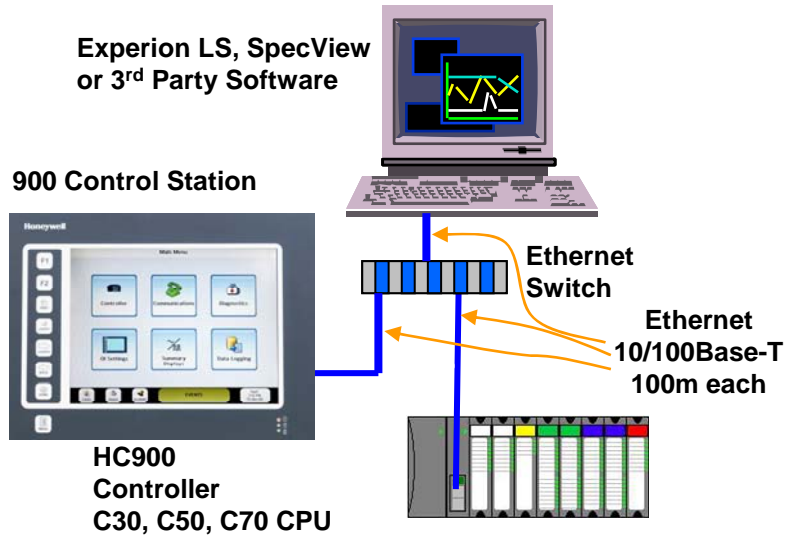 Experion LS, SpecView
or 3rd Party Software
900 Control Station
Honeywell
Main Menu
F1
F2
Controller
Communications
Diagnostics
OI Settings
Summary
Data Logging
EVENTS
Ethernet
Switch
Ethernet
10/100Base-T
100m each
HC900
Controller
C30, C50, C70 CPU